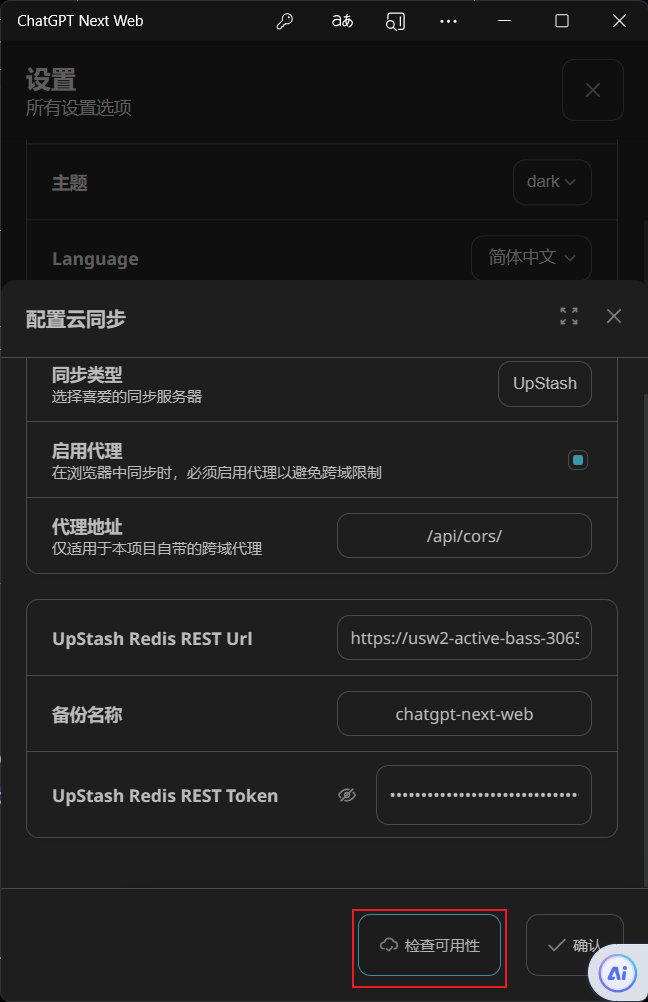 ChatGPT Next Web
aあ
设置
所有设置选项
主题
dark
Language
简体中文
配置云同步
同步类型
选择喜爱的同步服务器
UpStash
启用代理
在浏览器中同步时，必须启用代理以避免跨域限制
代理地址
仅适用于本项目自带的跨域代理
/api/cors/
UpStash Redis REST Url
https://usw2-active-bass-3065
备份名称
chatgpt-next-web
UpStash Redis REST Token
检查可用性
确认
Ai